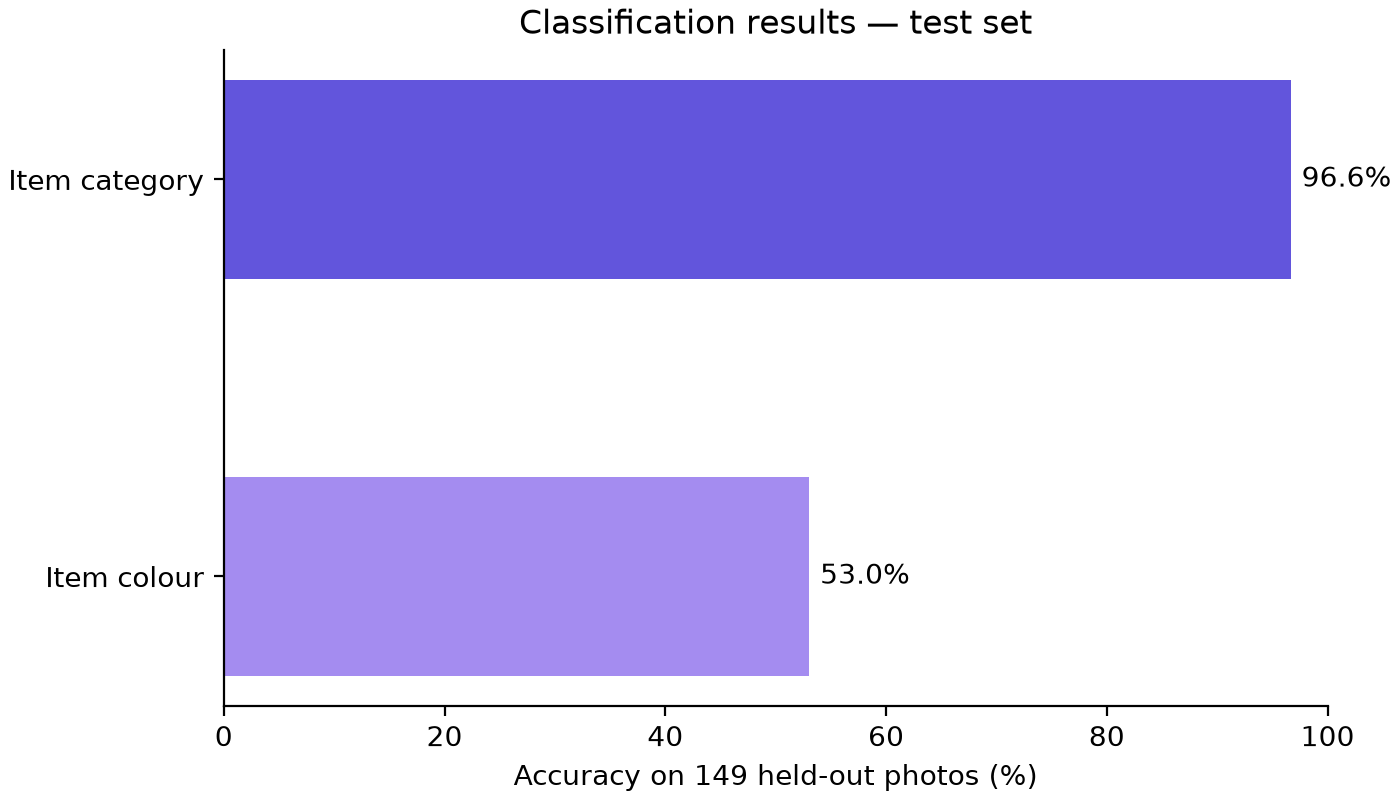 Classification results — test set
Item category
96.6%
Item colour
53.0%
0 20 40 60 80 100
Accuracy on 149 held-out photos (%)